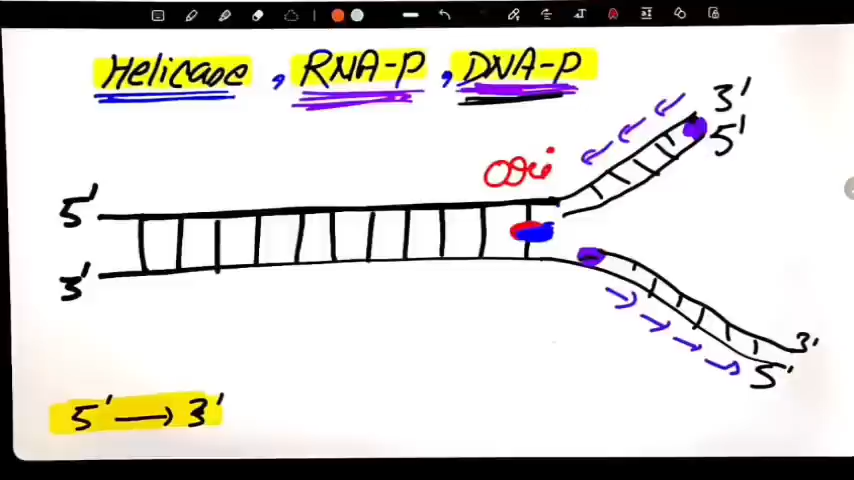 Helicase , RNA-P , DNA-P
3'
5'
Ori
5'
3'
3'
5'
5' → 3'